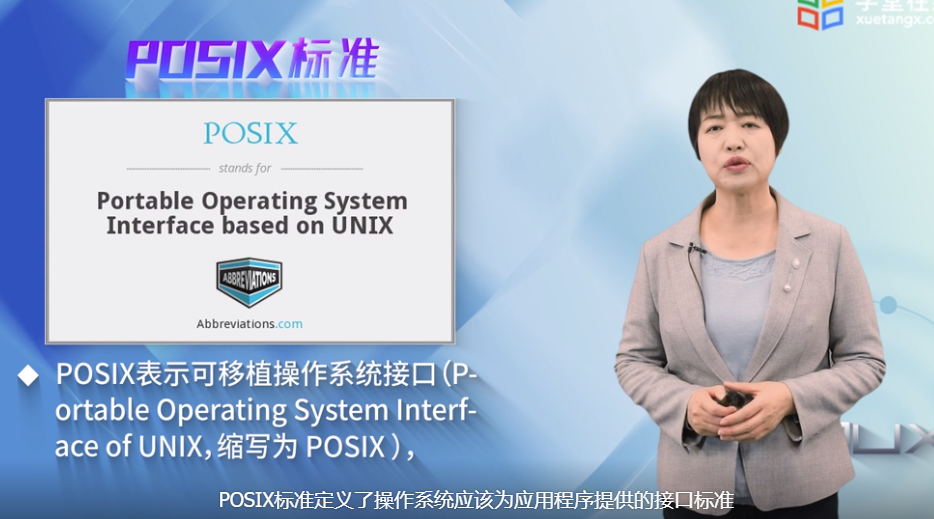 学堂在
xuetangx.c
POSIX标准
POSIX
stands for
Portable Operating System
Interface based on UNIX
ABBREVIATIONS
Abbreviations.com
POSIX表示可移植操作系统接口(P-
ortable Operating System Interf-
ace of UNIX,缩写为 POSIX ),
POSIX标准定义了操作系统应该为应用程序提供的接口标准